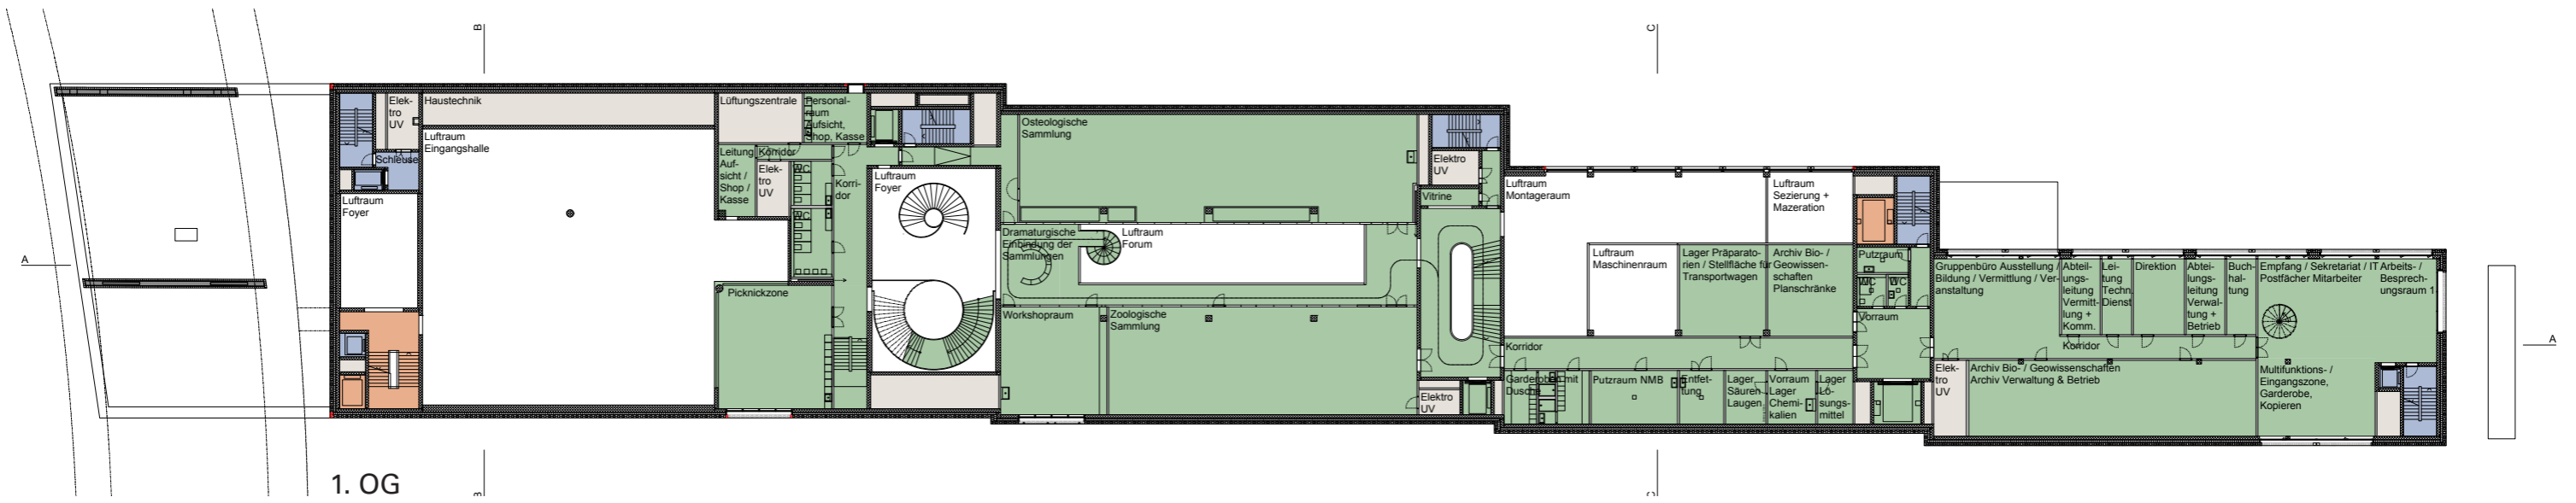 B
C
Elek-
tro
UV
Haustechnik
Lüftungszentrale
Personal-
raum
Aufsicht,
Shop, Kasse
Luftraum
Eingangshalle
Schleuse
Luftraum
Foyer
Leitung
Auf-
sicht /
Shop /
Kasse
Korridor
Elek-
tro
UV
WC
WC
Korri-
dor
Luftraum
Foyer
Picknickzone
Osteologische
Sammlung
Dramaturgische
Einbindung der
Sammlungen
Luftraum
Forum
Workshopraum
Zoologische
Sammlung
Elektro
UV
Vitrine
Elektro
UV
Luftraum
Montageraum
Luftraum
Sezierung +
Mazeration
Luftraum
Maschinenraum
Lager Präparato-
rien / Stellfläche für
Transportwagen
Archiv Bio- /
Geowissen-
schaften
Planschränke
Korridor
Garderoben mit
Dusche
Putzraum NMB
Entfet-
tung
Lager
Säuren
Laugen
Vorraum
Lager
Chemi-
kalien
Lager
Lö-
sungs-
mittel
Putzraum
WC
WC
Vorraum
Gruppenbüro Ausstellung /
Bildung / Vermittlung / Ver-
anstaltung
Abtei-
lungs-
leitung
Vermitt-
lung +
Komm.
Lei-
tung
Techn.
Dienst
Direktion
Abtei-
lungs-
leitung
Verwal-
tung +
Betrieb
Buch-
hal-
tung
Empfang / Sekretariat / IT
Postfächer Mitarbeiter
Arbeits- /
Besprech-
ungsraum 1
Korridor
Elek-
tro
UV
Archiv Bio- / Geowissenschaften
Archiv Verwaltung & Betrieb
Multifunktions- /
Eingangszone,
Garderobe,
Kopieren
A
A
1. OG
B
C